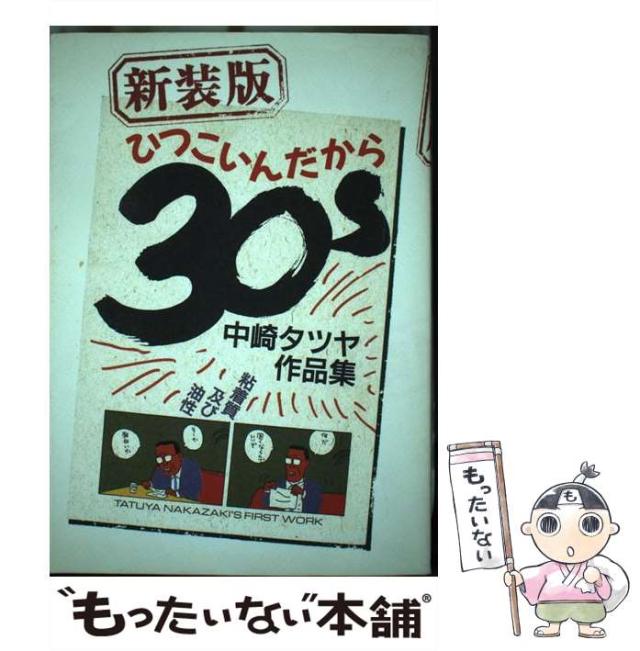 新装版
ひつこいんだから
30s
中崎タツヤ
作品集
粘着質
及び
油性
TATUYA NAKAZAKI'S FIRST WORK
も
もったいない
"もったいない"本舗®